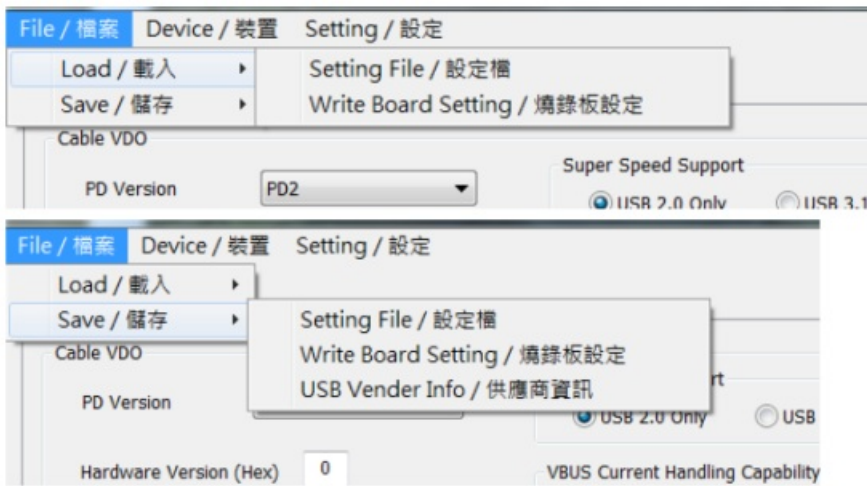 File / 檔案 Device / 裝置 Setting / 設定
Load / 載入 Setting File / 設定檔
Save / 儲存 Write Board Setting / 燒錄板設定
Cable VDO
Super Speed Support
PD Version PD2
USB 2.0 Only USB 3.1
File / 檔案 Device / 裝置 Setting / 設定
Load / 載入
Save / 儲存 Setting File / 設定檔
Cable VDO Write Board Setting / 燒錄板設定
USB Vender Info / 供應商資訊
PD Version
USB 2.0 Only USB
Hardware Version (Hex) 0 VBUS Current Handling Capability